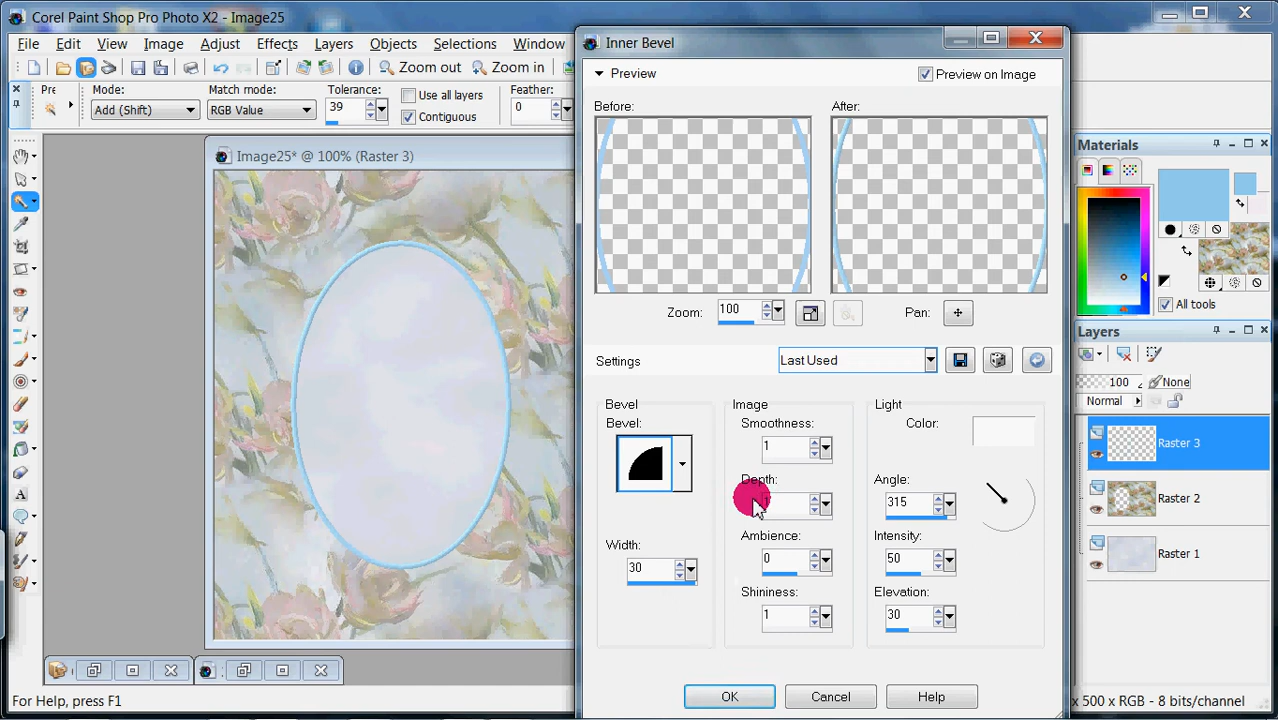 Corel Paint Shop Pro Photo X2 - Image25
File Edit View Image Adjust Effects Layers Objects Selections Window
Zoom out Zoom in
Mode: Match mode: Tolerance: Use all layers Feather:
Add (Shift) RGB Value 39 Contiguous 0
Image25* @ 100% (Raster 3)
Inner Bevel
Preview Preview on Image
Before: After:
Zoom: 100 Pan:
Settings Last Used
Bevel Image Light
Bevel: Smoothness: Color:
1
Depth: Angle:
1 315
Width: Ambience: Intensity:
30 0 50
Shininess: Elevation:
1 30
OK Cancel Help
Materials
All tools
Layers
100 None
Normal
Raster 3
Raster 2
Raster 1
For Help, press F1
x 500 x RGB - 8 bits/channel